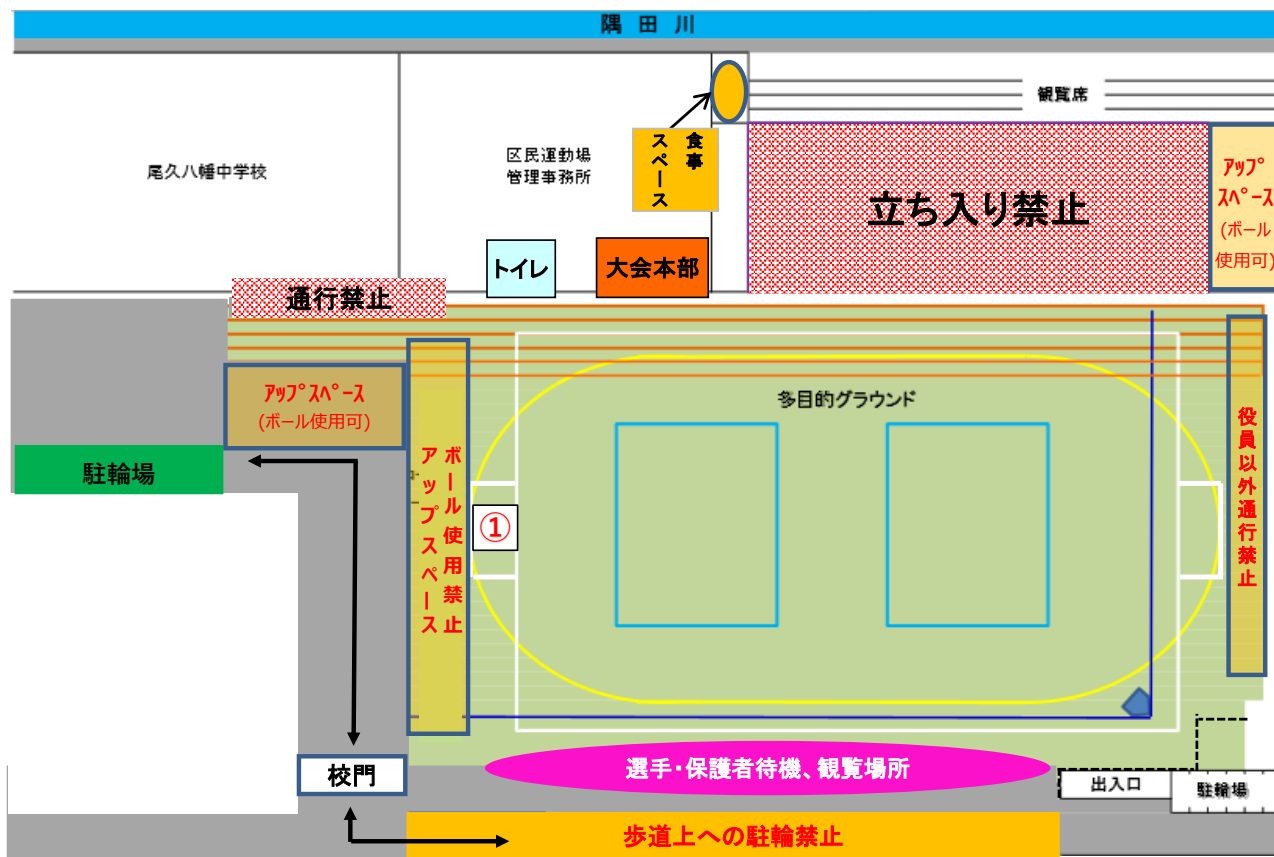 隅田川
観覧席
尾久八幡中学校
区民運動場
管理事務所
食事
スペース
立ち入り禁止
アップ
スペース
(ボール
使用可)
トイレ
大会本部
通行禁止
アップスペース
(ボール使用可)
多目的グラウンド
駐輪場
ボール使用禁止
アップスペース
①
役員以外通行禁止
校門
選手・保護者待機、観覧場所
出入口
駐輪場
歩道上への駐輪禁止